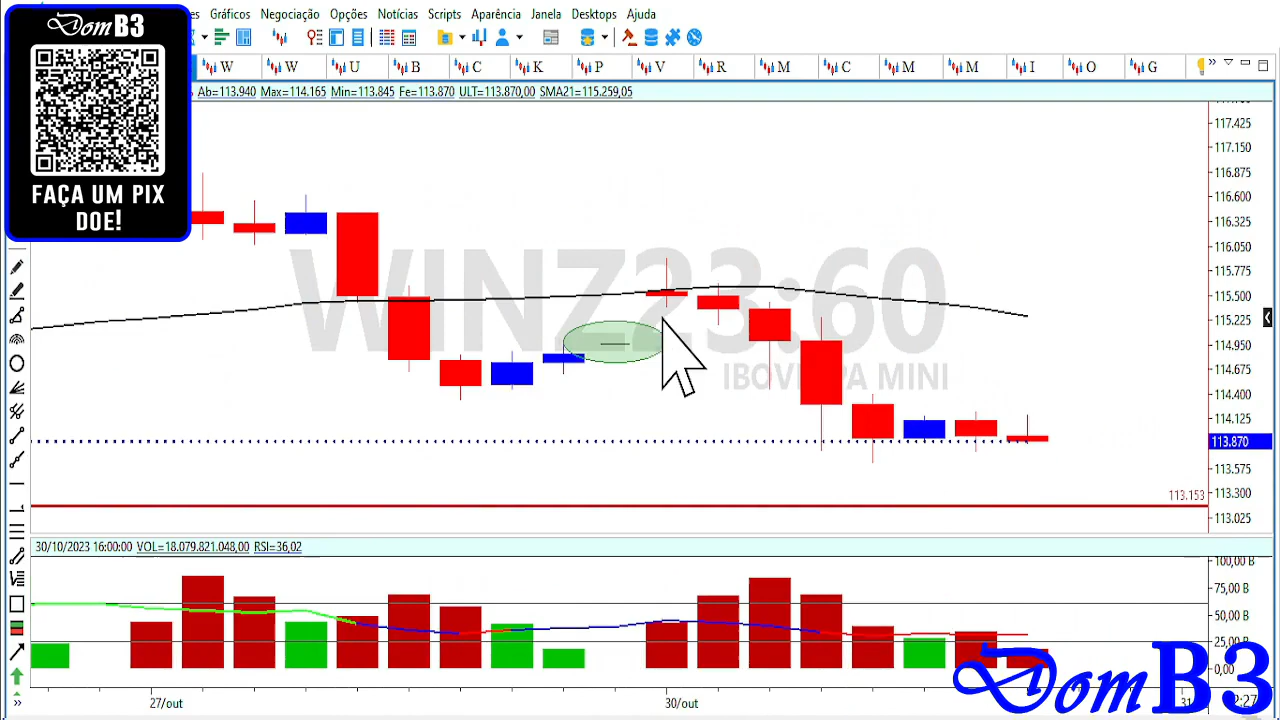 DomB3
FAÇA UM PIX
DOE!
Gráficos Negociação Opções Notícias Scripts Aparência Janela Desktops Ajuda
W W U B C K P V R M C M M I O G
Ab=113.940 Max=114.165 Min=113.845 Fe=113.870 ULT=113.870,00 SMA21=115.259,05
WINZ23:60
117.425
117.150
116.875
116.600
116.325
116.050
115.775
115.500
115.225
114.950
114.675
114.400
114.125
113.870
113.575
113.300
113.025
113.153
30/10/2023 16:00:00 VOL=18.079.821.048,00 RSI=36,02
100,00 B
75,00 B
50,00 B
25,00 B
0,00
27/out 30/out
DomB3